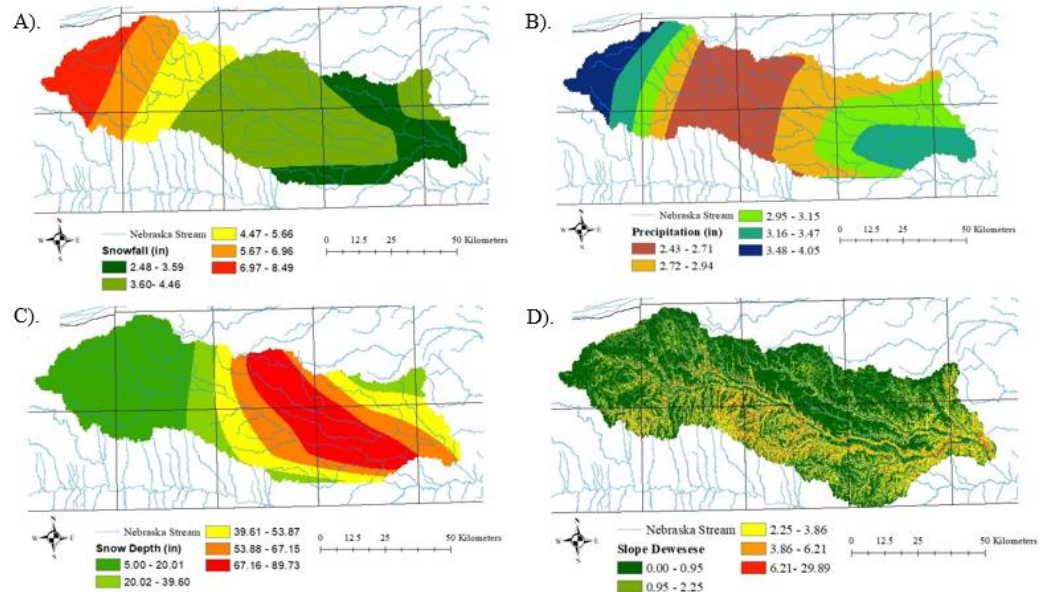 A).
N
W E
S
Nebraska Stream
Snowfall (in)
2.48 - 3.59
3.60- 4.46
4.47 - 5.66
5.67 - 6.96
6.97 - 8.49
0 12.5 25 50 Kilometers
B).
N
W E
S
Nebraska Stream
Precipitation (in)
2.43 - 2.71
2.72 - 2.94
2.95 - 3.15
3.16 - 3.47
3.48 - 4.05
0 12.5 25 50 Kilometers
C).
N
W E
S
Nebraska Stream
Snow Depth (in)
5.00 - 20.01
20.02 - 39.60
39.61 - 53.87
53.88 - 67.15
67.16 - 89.73
0 12.5 25 50 Kilometers
D).
N
W E
S
Nebraska Stream
Slope Dewesese
0.00 - 0.95
0.95 - 2.25
2.25 - 3.86
3.86 - 6.21
6.21- 29.89
0 12.5 25 50 Kilometers